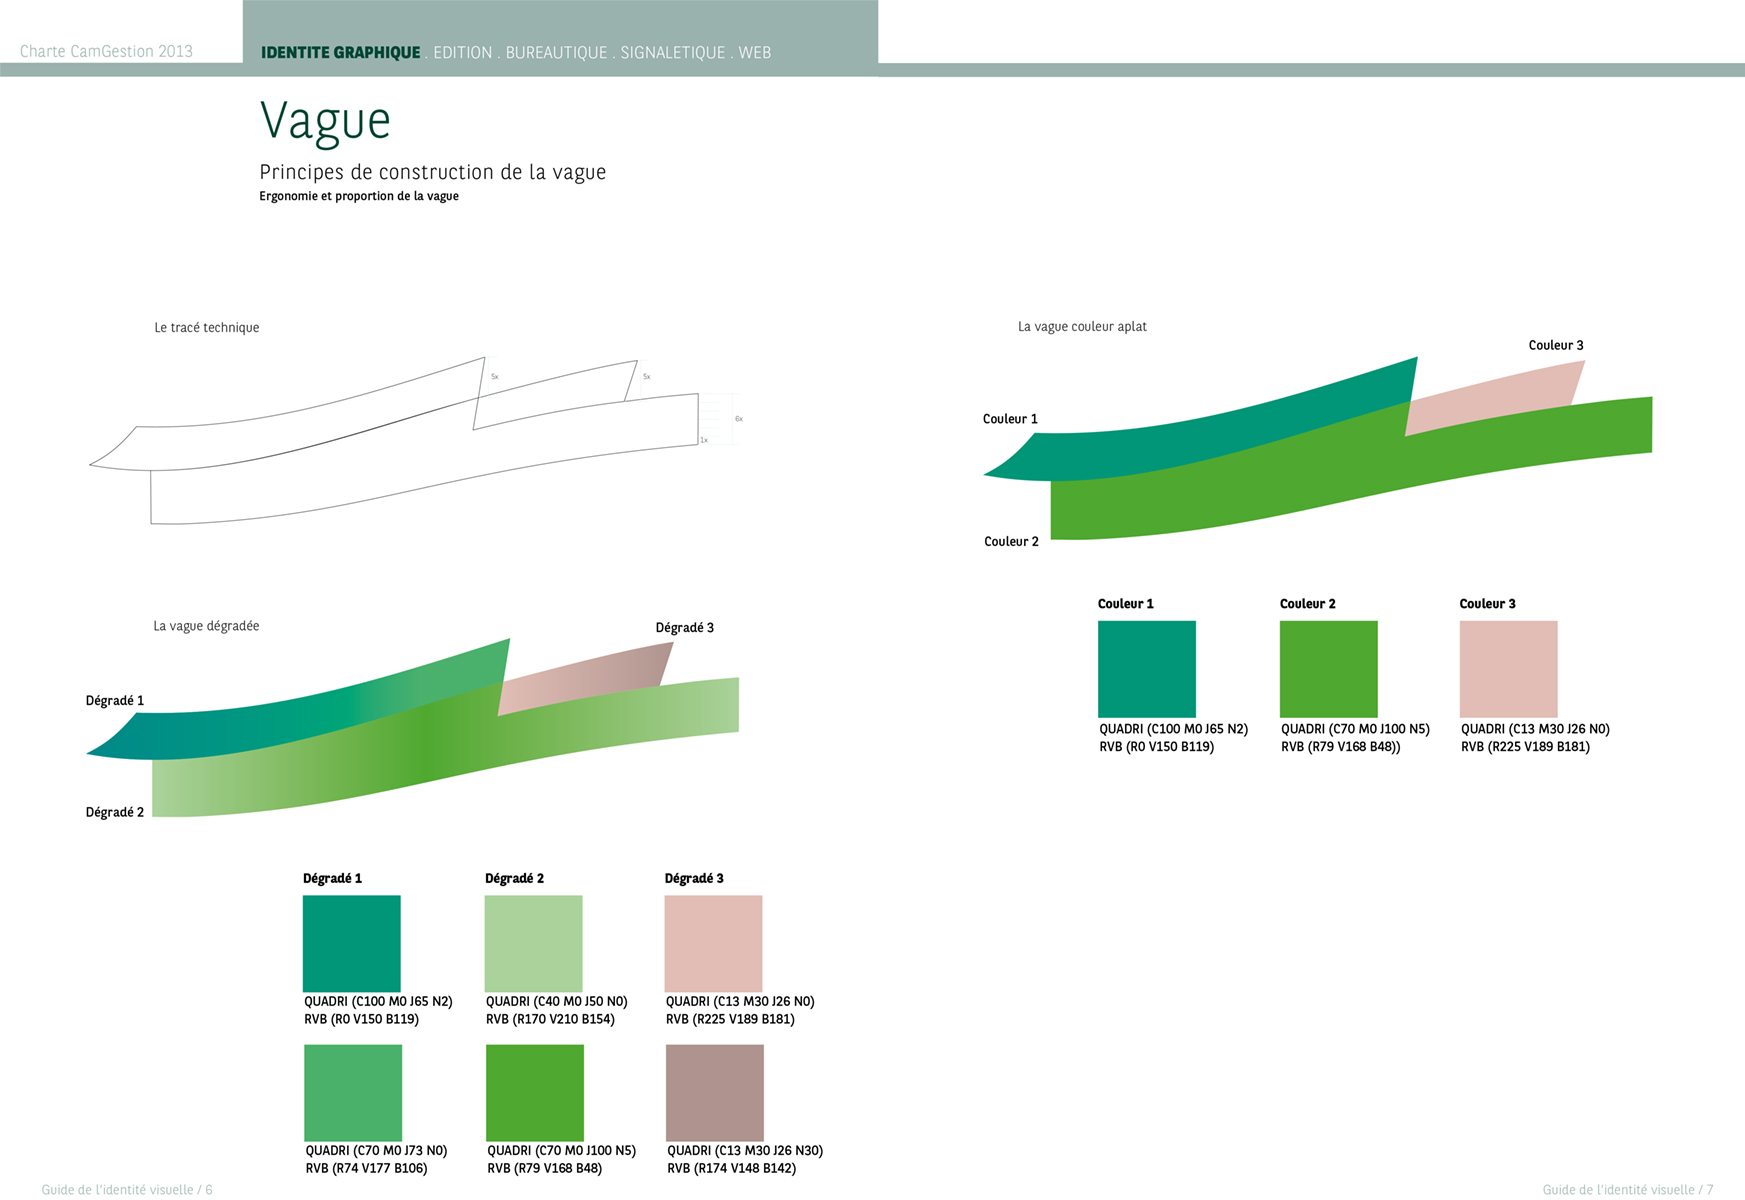 Charte CamGestion 2013
IDENTITE GRAPHIQUE . EDITION . BUREAUTIQUE . SIGNALETIQUE . WEB
Vague
Principes de construction de la vague
Ergonomie et proportion de la vague
Le tracé technique
5x
5x
6x
1x
La vague dégradée
Dégradé 3
Dégradé 1
Dégradé 2
Dégradé 1
Dégradé 2
Dégradé 3
QUADRI (C100 M0 J65 N2)
RVB (R0 V150 B119)
QUADRI (C40 M0 J50 N0)
RVB (R170 V210 B154)
QUADRI (C13 M30 J26 N0)
RVB (R225 V189 B181)
QUADRI (C70 M0 J73 N0)
RVB (R74 V177 B106)
QUADRI (C70 M0 J100 N5)
RVB (R79 V168 B48)
QUADRI (C13 M30 J26 N30)
RVB (R174 V148 B142)
Guide de l'identité visuelle / 6
La vague couleur aplat
Couleur 3
Couleur 1
Couleur 2
Couleur 1
Couleur 2
Couleur 3
QUADRI (C100 M0 J65 N2)
RVB (R0 V150 B119)
QUADRI (C70 M0 J100 N5)
RVB (R79 V168 B48))
QUADRI (C13 M30 J26 N0)
RVB (R225 V189 B181)
Guide de l'identité visuelle / 7